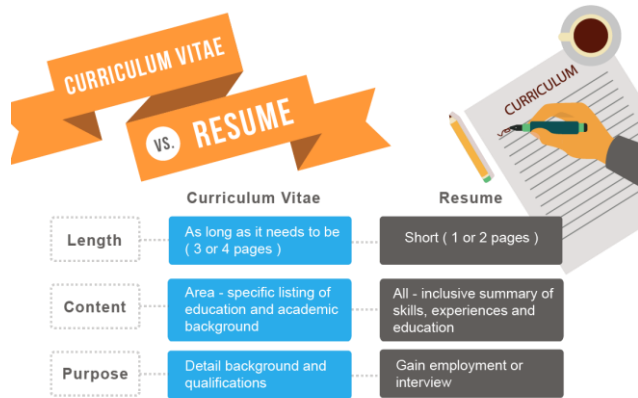 CURRICULUM VITAE
VS. RESUME
CURRICULUM
Curriculum Vitae
Resume
Length
As long as it needs to be
( 3 or 4 pages )
Short ( 1 or 2 pages )
Content
Area - specific listing of
education and academic
background
All - inclusive summary of
skills, experiences and
education
Purpose
Detail background and
qualifications
Gain employment or
interview